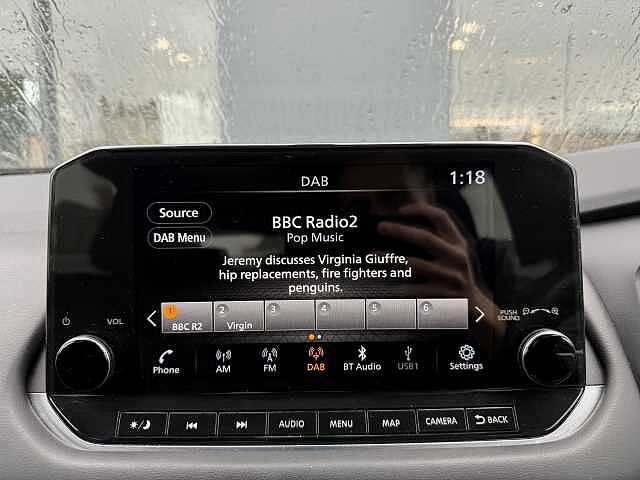 DAB
1:18
Source
DAB Menu
BBC Radio2
Pop Music
Jeremy discusses Virginia Giuffre,
hip replacements, fire fighters and
penguins.
1 2 3 4 5 6
BBC R2 Virgin
VOL
PUSH
SOUND
Phone AM FM DAB BT Audio USB1 Settings
AUDIO MENU MAP CAMERA BACK